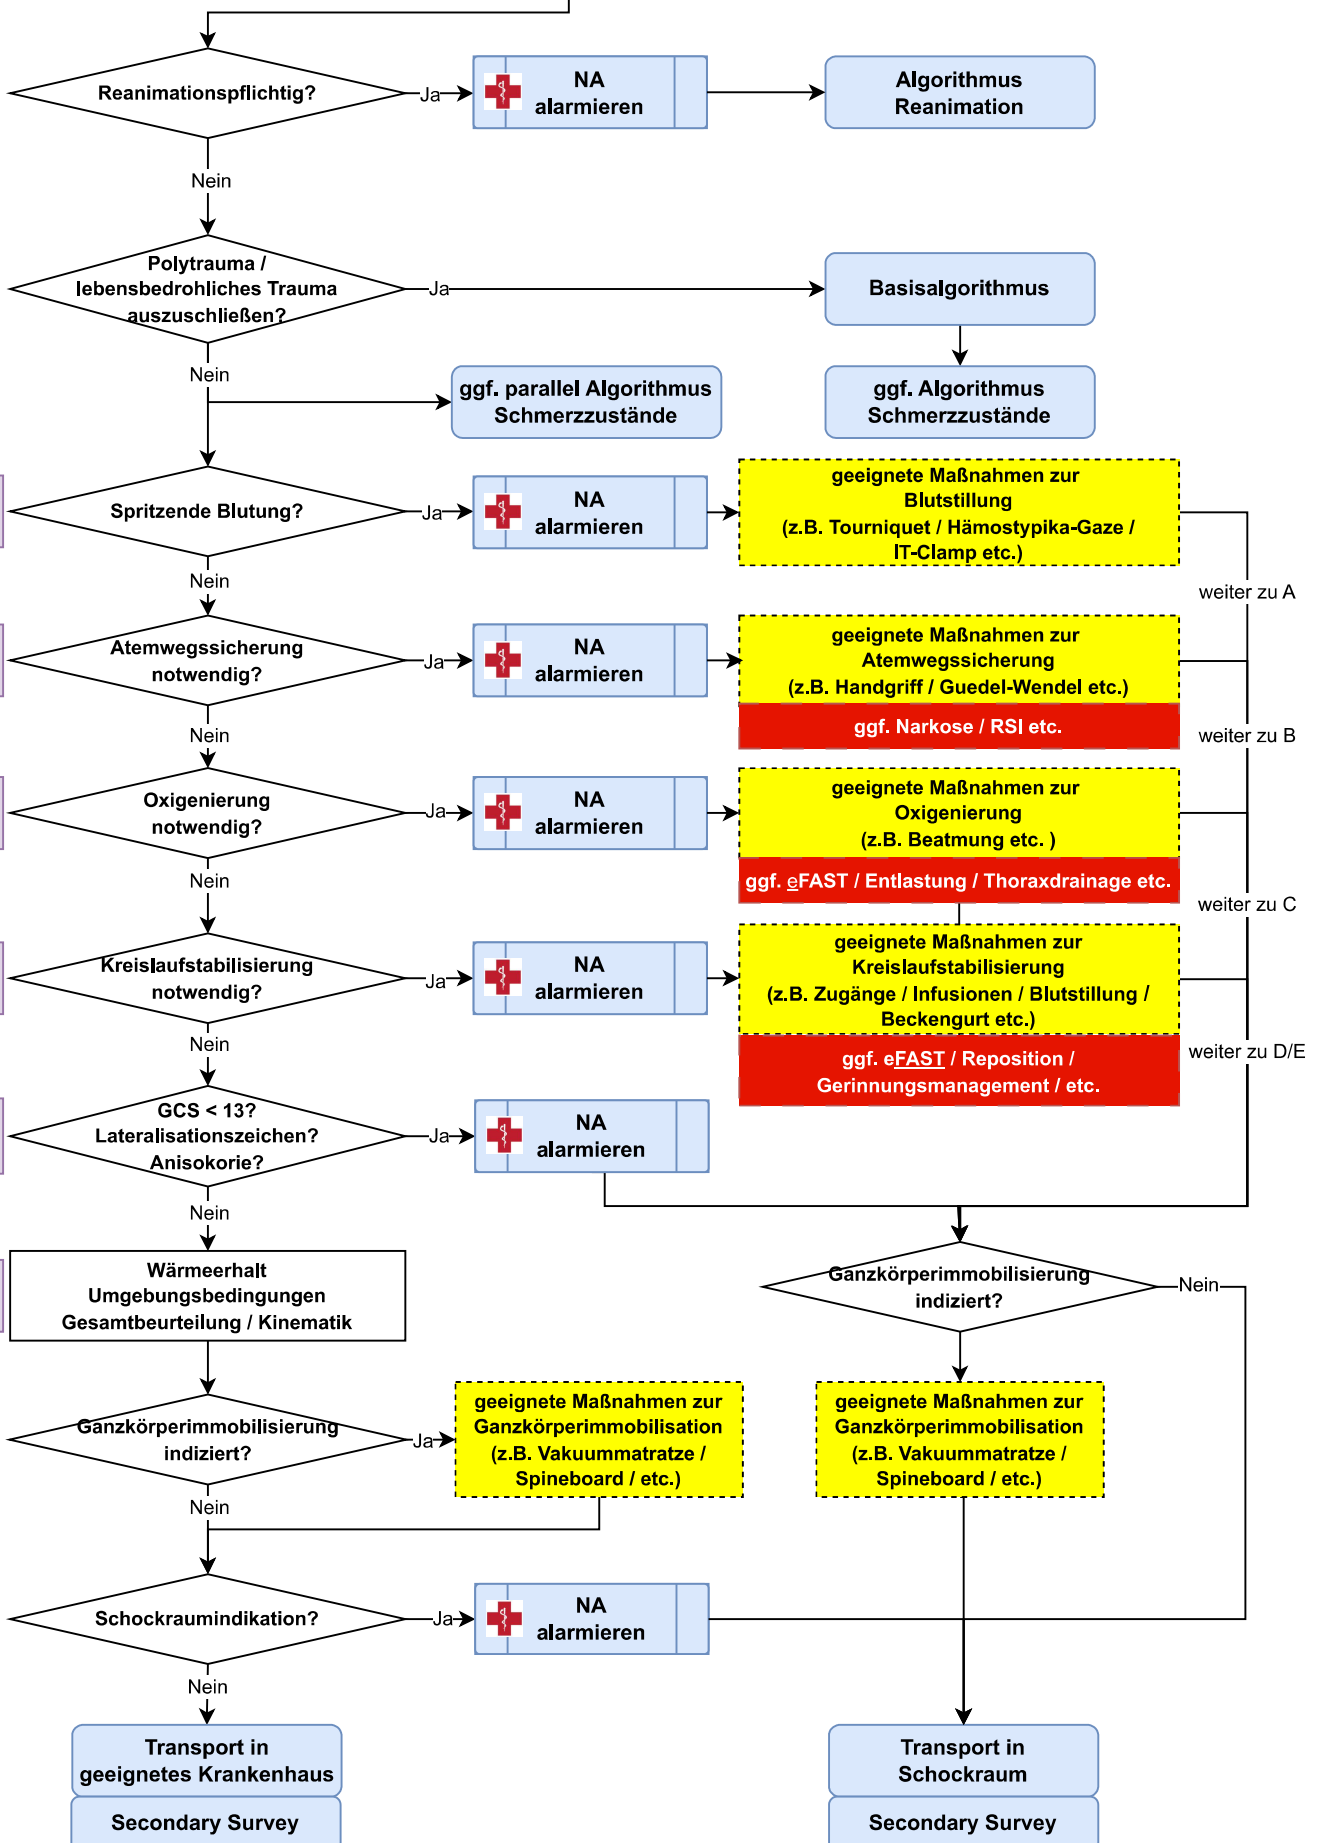 Reanimationspflichtig?
Ja
NA
alarmieren
Algorithmus
Reanimation
Nein
Polytrauma /
lebensbedrohliches Trauma
auszuschließen?
Ja
Basisalgorithmus
Nein
ggf. parallel Algorithmus
Schmerzzustände
ggf. Algorithmus
Schmerzzustände
Spritzende Blutung?
Ja
NA
alarmieren
geeignete Maßnahmen zur
Blutstillung
(z.B. Tourniquet / Hämostypika-Gaze /
IT-Clamp etc.)
Nein
weiter zu A
Atemwegssicherung
notwendig?
Ja
NA
alarmieren
geeignete Maßnahmen zur
Atemwegssicherung
(z.B. Handgriff / Guedel-Wendel etc.)
ggf. Narkose / RSI etc.
Nein
weiter zu B
Oxigenierung
notwendig?
Ja
NA
alarmieren
geeignete Maßnahmen zur
Oxigenierung
(z.B. Beatmung etc. )
ggf. eFAST / Entlastung / Thoraxdrainage etc.
Nein
weiter zu C
Kreislaufstabilisierung
notwendig?
Ja
NA
alarmieren
geeignete Maßnahmen zur
Kreislaufstabilisierung
(z.B. Zugänge / Infusionen / Blutstillung /
Beckengurt etc.)
ggf. eFAST / Reposition /
Gerinnungsmanagement / etc.
Nein
weiter zu D/E
GCS < 13?
Lateralisationszeichen?
Anisokorie?
Ja
NA
alarmieren
Nein
Wärmeerhalt
Umgebungsbedingungen
Gesamtbeurteilung / Kinematik
Ganzkörperimmobilisierung
indiziert?
Nein
Ganzkörperimmobilisierung
indiziert?
Ja
geeignete Maßnahmen zur
Ganzkörperimmobilisation
(z.B. Vakuummatratze /
Spineboard / etc.)
geeignete Maßnahmen zur
Ganzkörperimmobilisation
(z.B. Vakuummatratze /
Spineboard / etc.)
Nein
Schockraumindikation?
Ja
NA
alarmieren
Nein
Transport in
geeignetes Krankenhaus
Secondary Survey
Transport in
Schockraum
Secondary Survey